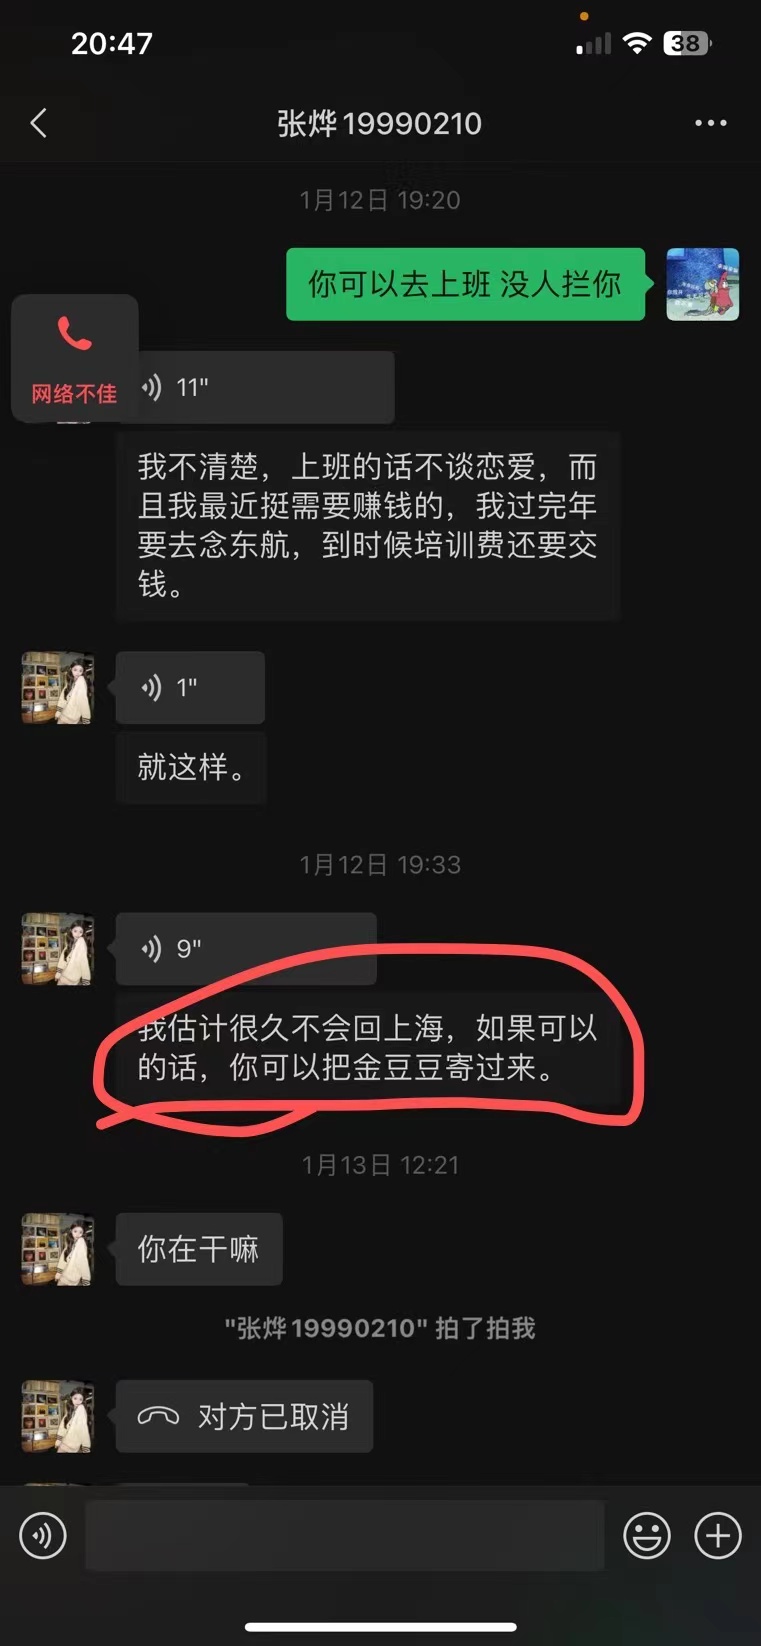 20:47
38
张烨19990210
1月12日 19:20
你可以去上班 没人拦你
网络不佳
11"
我不清楚，上班的话不谈恋爱，而
且我最近挺需要赚钱的，我过完年
要去念东航，到时候培训费还要交
钱。
1"
就这样。
1月12日 19:33
9"
我估计很久不会回上海，如果可以
的话，你可以把金豆豆寄过来。
1月13日 12:21
你在干嘛
"张烨19990210" 拍了拍我
对方已取消